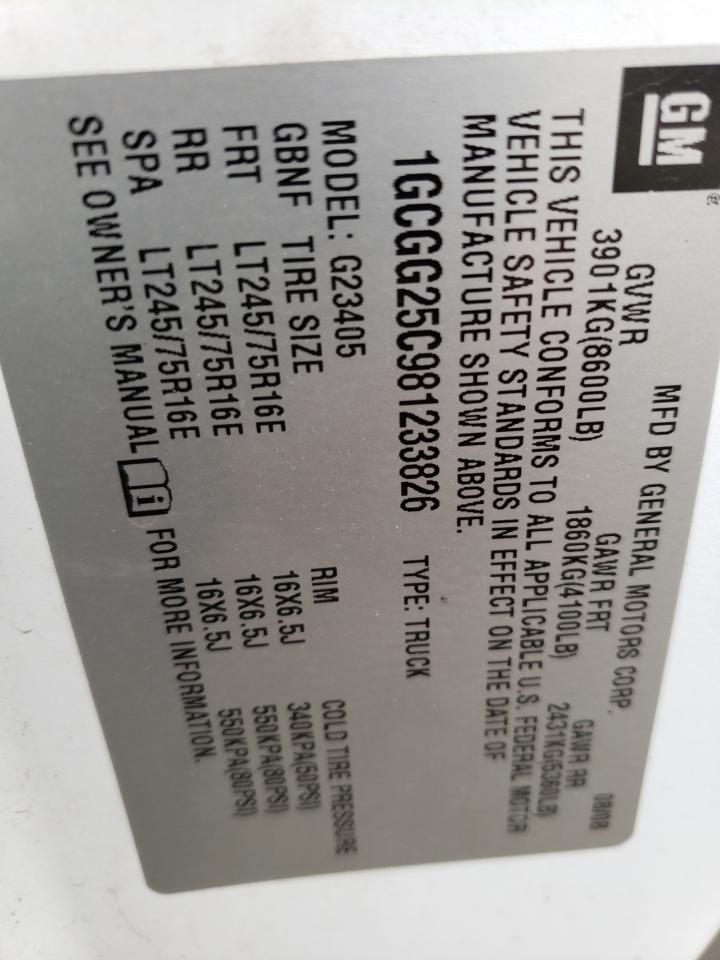 GM
®
MFD BY GENERAL MOTORS CORP. 08/08
GVWR GAWR FRT GAWR RR
3901KG(8600LB) 1860KG(4100LB) 2431KG(5360LB)
THIS VEHICLE CONFORMS TO ALL APPLICABLE U.S. FEDERAL MOTOR
VEHICLE SAFETY STANDARDS IN EFFECT ON THE DATE OF
MANUFACTURE SHOWN ABOVE.
1GCGG25C981233826 TYPE: TRUCK
MODEL: G23405
GBNF TIRE SIZE RIM COLD TIRE PRESSURE
FRT LT245/75R16E 16X6.5J 340KPA(50PSI)
RR LT245/75R16E 16X6.5J 550KPA(80PSI)
SPA LT245/75R16E 16X6.5J 550KPA(80PSI)
SEE OWNER'S MANUAL i FOR MORE INFORMATION.